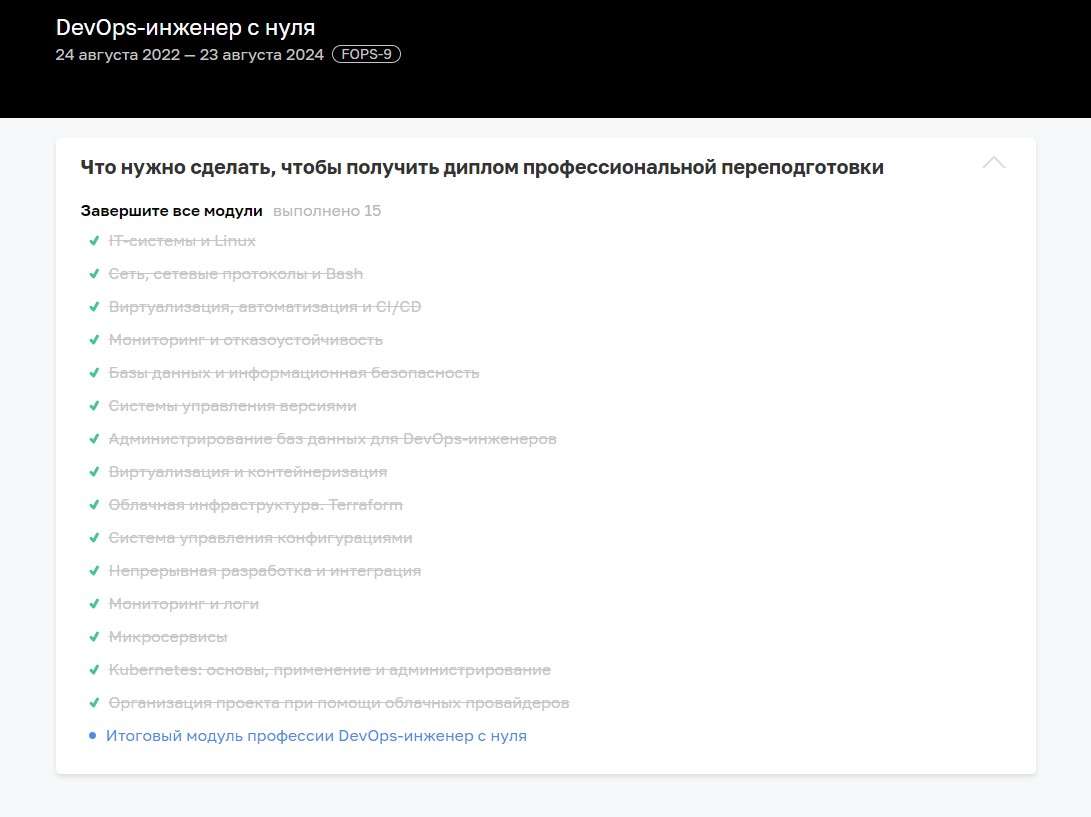 DevOps-инженер с нуля
24 августа 2022 — 23 августа 2024 FOPS-9
Что нужно сделать, чтобы получить диплом профессиональной переподготовки
Завершите все модули выполнено 15
IT-системы и Linux
Сеть, сетевые протоколы и Bash
Виртуализация, автоматизация и CI/CD
Мониторинг и отказоустойчивость
Базы данных и информационная безопасность
Системы управления версиями
Администрирование баз данных для DevOps-инженеров
Виртуализация и контейнеризация
Облачная инфраструктура. Terraform
Система управления конфигурациями
Непрерывная разработка и интеграция
Мониторинг и логи
Микросервисы
Kubernetes: основы, применение и администрирование
Организация проекта при помощи облачных провайдеров
Итоговый модуль профессии DevOps-инженер с нуля